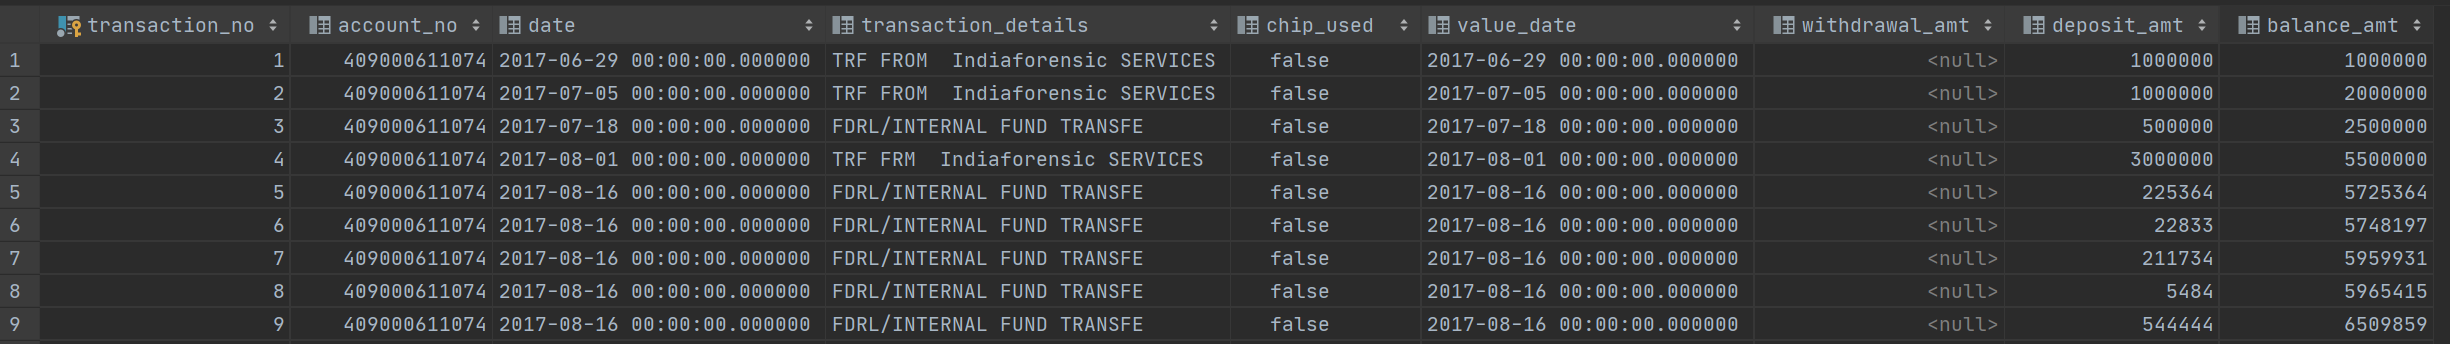 transaction_no account_no date transaction_details chip_used value_date withdrawal_amt deposit_amt balance_amt
1 1 409000611074 2017-06-29 00:00:00.000000 TRF FROM  Indiaforensic SERVICES false 2017-06-29 00:00:00.000000 <null> 1000000 1000000
2 2 409000611074 2017-07-05 00:00:00.000000 TRF FROM  Indiaforensic SERVICES false 2017-07-05 00:00:00.000000 <null> 1000000 2000000
3 3 409000611074 2017-07-18 00:00:00.000000 FDRL/INTERNAL FUND TRANSFE false 2017-07-18 00:00:00.000000 <null> 500000 2500000
4 4 409000611074 2017-08-01 00:00:00.000000 TRF FRM  Indiaforensic SERVICES false 2017-08-01 00:00:00.000000 <null> 3000000 5500000
5 5 409000611074 2017-08-16 00:00:00.000000 FDRL/INTERNAL FUND TRANSFE false 2017-08-16 00:00:00.000000 <null> 225364 5725364
6 6 409000611074 2017-08-16 00:00:00.000000 FDRL/INTERNAL FUND TRANSFE false 2017-08-16 00:00:00.000000 <null> 22833 5748197
7 7 409000611074 2017-08-16 00:00:00.000000 FDRL/INTERNAL FUND TRANSFE false 2017-08-16 00:00:00.000000 <null> 211734 5959931
8 8 409000611074 2017-08-16 00:00:00.000000 FDRL/INTERNAL FUND TRANSFE false 2017-08-16 00:00:00.000000 <null> 5484 5965415
9 9 409000611074 2017-08-16 00:00:00.000000 FDRL/INTERNAL FUND TRANSFE false 2017-08-16 00:00:00.000000 <null> 544444 6509859